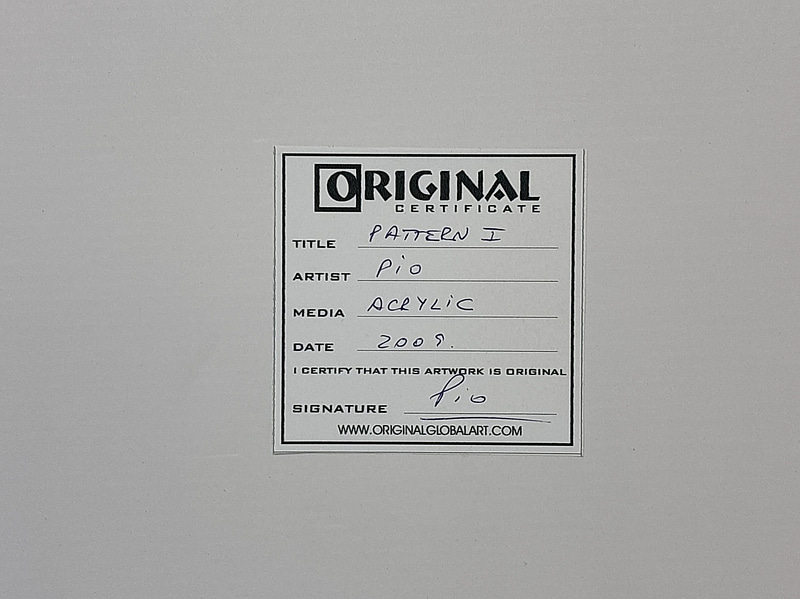 ORIGINAL
CERTIFICATE
TITLE PATTERN I
ARTIST Pio
MEDIA ACRYLIC
DATE 2009.
I CERTIFY THAT THIS ARTWORK IS ORIGINAL
SIGNATURE Pio
WWW.ORIGINALGLOBALART.COM